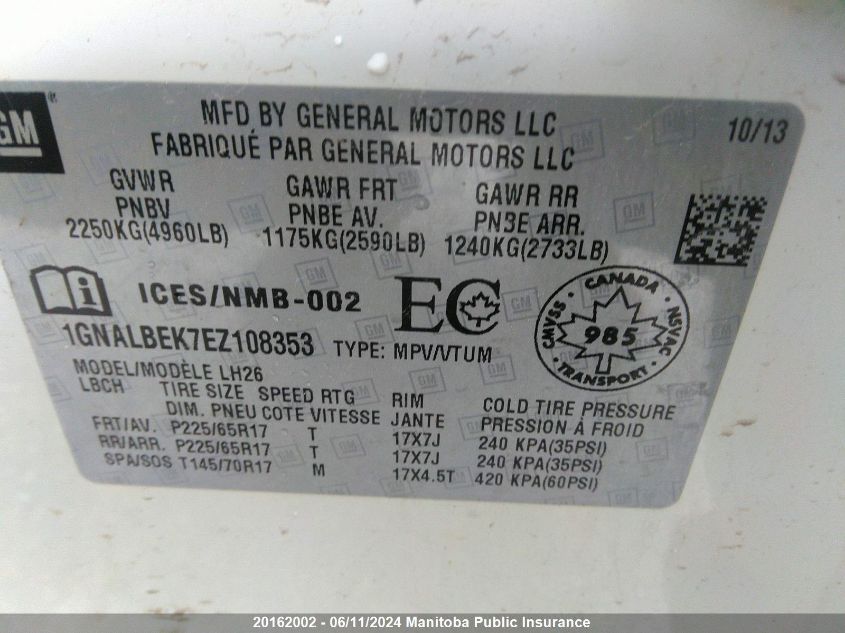 GM®
MFD BY GENERAL MOTORS LLC
10/13
FABRIQUÉ PAR GENERAL MOTORS LLC
GVWR GAWR FRT GAWR RR
PNBV PNBE AV. PN3E ARR.
2250KG(4960LB) 1175KG(2590LB) 1240KG(2733LB)
ICES/NMB-002 EC
CANADA
CMVSS 985 NSVAC
TRANSPORT
1GNALBEK7EZ108353 TYPE: MPV/VTUM
MODEL/MODÈLE LH26
LBCH TIRE SIZE SPEED RTG RIM COLD TIRE PRESSURE
DIM. PNEU COTE VITESSE JANTE PRESSION À FROID
FRT/AV. P225/65R17 T 17X7J 240 KPA(35PSI)
RR/ARR. P225/65R17 T 17X7J 240 KPA(35PSI)
SPA/SOS T145/70R17 M 17X4.5T 420 KPA(60PSI)
20162002 - 06/11/2024 Manitoba Public Insurance